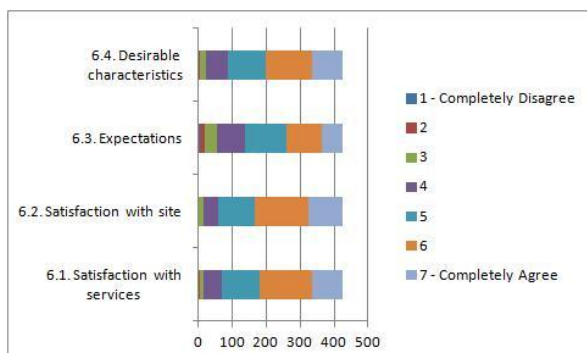 6.4. Desirable
characteristics
6.3. Expectations
6.2. Satisfaction with site
6.1. Satisfaction with
services
0 100 200 300 400 500
1 - Completely Disagree
2
3
4
5
6
7 - Completely Agree